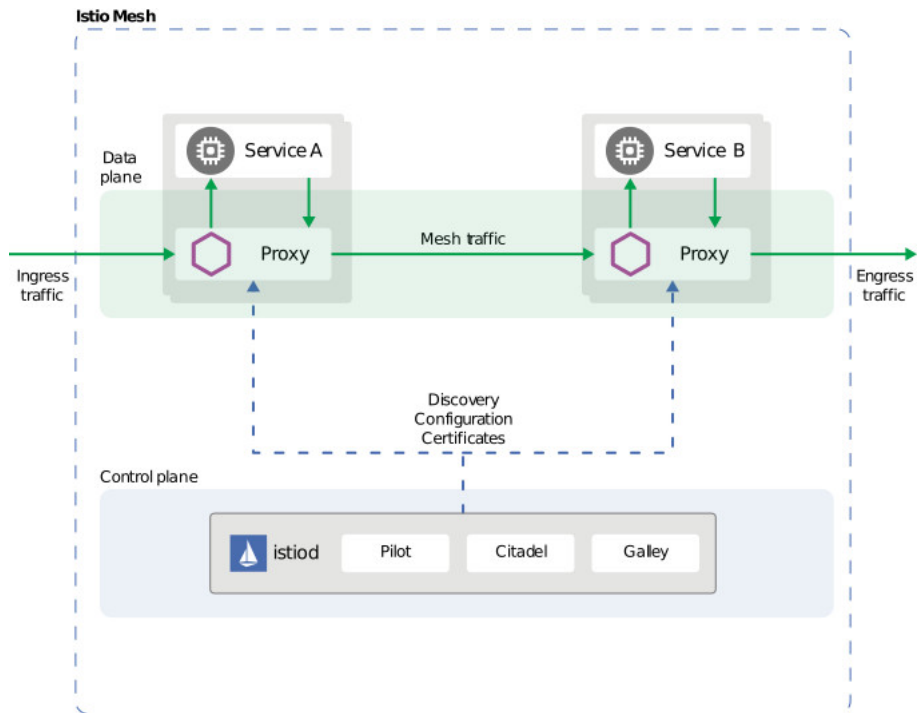 Istio Mesh
Service A
Service B
Data
plane
Proxy
Mesh traffic
Proxy
Ingress
traffic
Engress
traffic
Discovery
Configuration
Certificates
Control plane
istiod
Pilot
Citadel
Galley